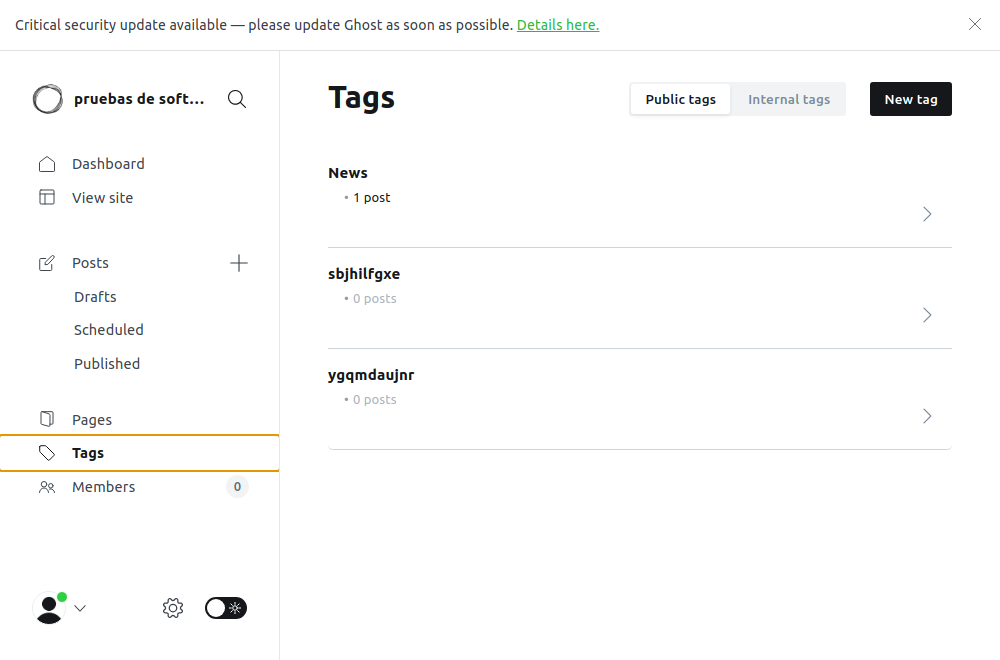 Critical security update available — please update Ghost as soon as possible. Details here.
pruebas de soft...
Dashboard
View site
Posts
Drafts
Scheduled
Published
Pages
Tags
Members
0
Tags
Public tags
Internal tags
New tag
News
• 1 post
sbjhilfgxe
• 0 posts
ygqmdaujnr
• 0 posts